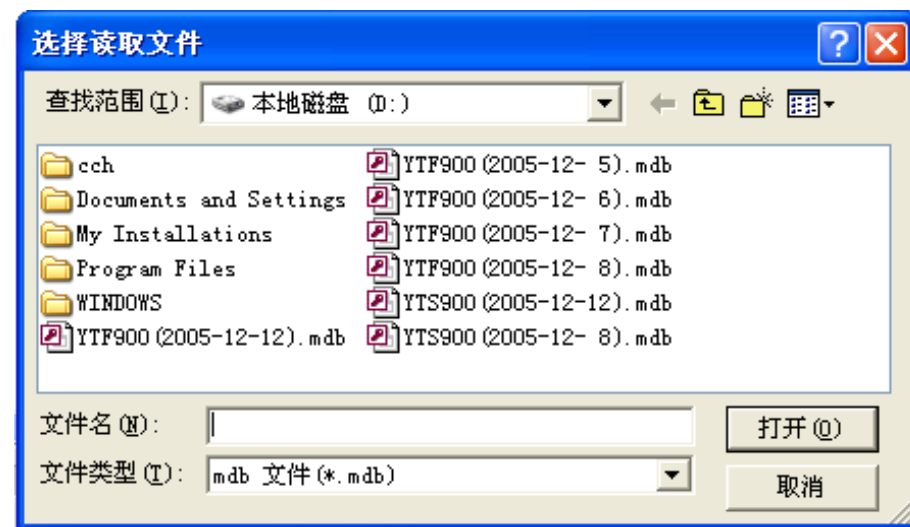 选择读取文件
查找范围(I): 本地磁盘 (D:)
cch
Documents and Settings
My Installations
Program Files
WINDOWS
YTF900(2005-12-12).mdb
YTF900(2005-12- 5).mdb
YTF900(2005-12- 6).mdb
YTF900(2005-12- 7).mdb
YTF900(2005-12- 8).mdb
YTS900(2005-12-12).mdb
YTS900(2005-12- 8).mdb
文件名(N): 打开(O)
文件类型(T): mdb 文件(*.mdb) 取消